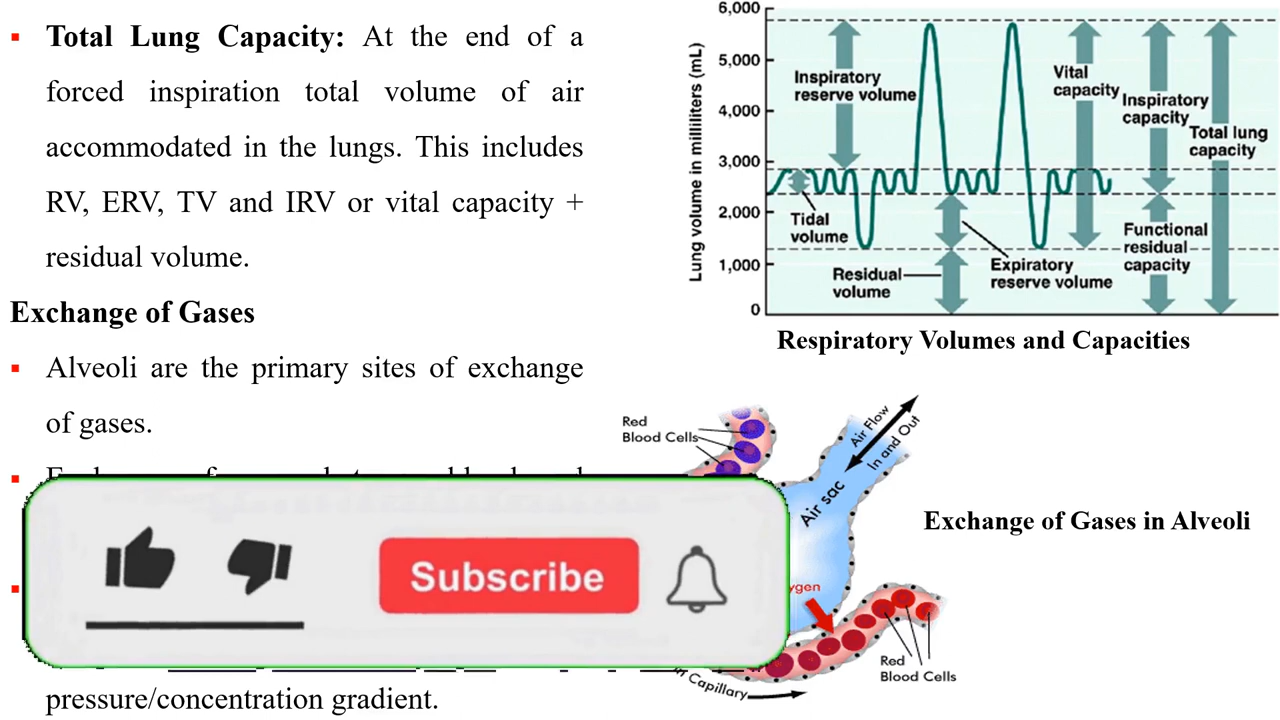 ▪ Total Lung Capacity: At the end of a
forced inspiration total volume of air
accommodated in the lungs. This includes
RV, ERV, TV and IRV or vital capacity +
residual volume.
Exchange of Gases
▪ Alveoli are the primary sites of exchange
of gases.
pressure/concentration gradient.
Subscribe
Lung volume in milliliters (mL)
6,000
5,000
4,000
3,000
2,000
1,000
0
Inspiratory
reserve volume
Tidal
volume
Residual
volume
Expiratory
reserve volume
Vital
capacity
Inspiratory
capacity
Functional
residual
capacity
Total lung
capacity
Respiratory Volumes and Capacities
Red
Blood Cells
Air Flow
In and Out
Air sac
Capillary
Red
Blood Cells
Exchange of Gases in Alveoli